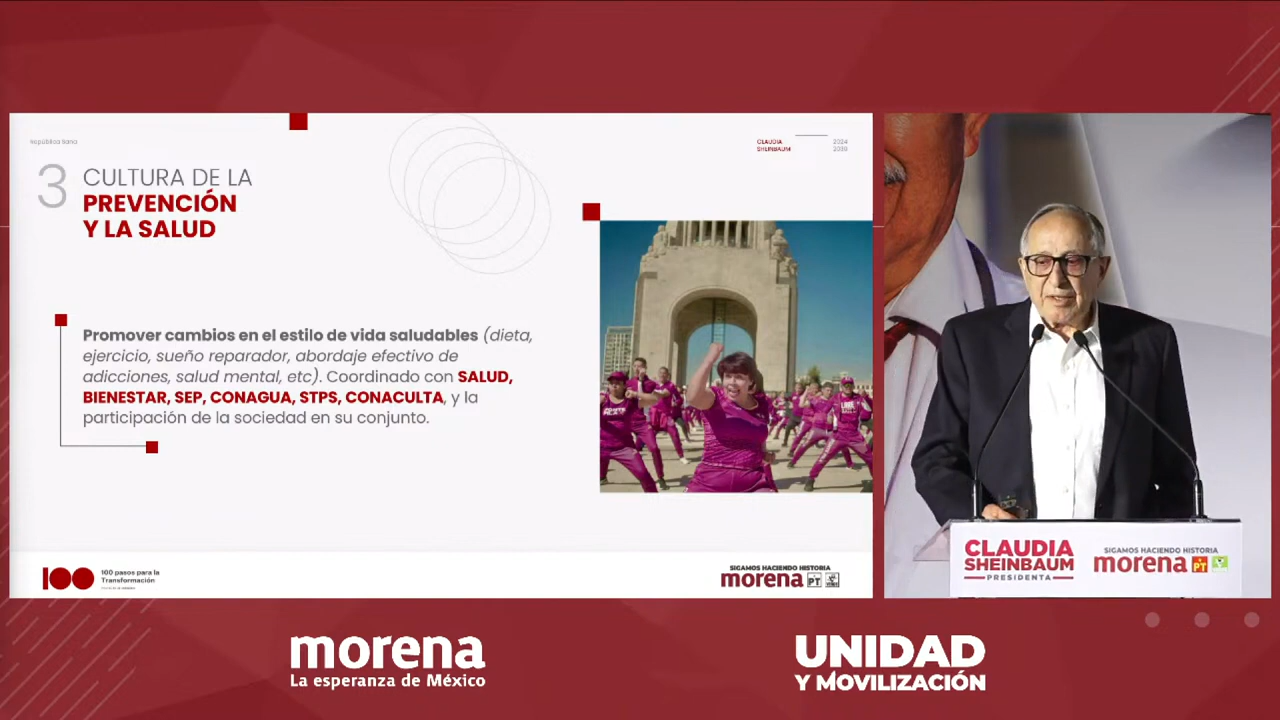 República Sana
CLAUDIA
SHEINBAUM
2024
2030
3
CULTURA DE LA
PREVENCIÓN
Y LA SALUD
Promover cambios en el estilo de vida saludables (dieta,
ejercicio, sueño reparador, abordaje efectivo de
adicciones, salud mental, etc). Coordinado con SALUD,
BIENESTAR, SEP, CONAGUA, STPS, CONACULTA, y la
participación de la sociedad en su conjunto.
100
100 pasos para la
Transformación
SIGAMOS HACIENDO HISTORIA
morena PT
CLAUDIA
SHEINBAUM
PRESIDENTA
SIGAMOS HACIENDO HISTORIA
morena PT
morena
La esperanza de México
UNIDAD
Y MOVILIZACIÓN